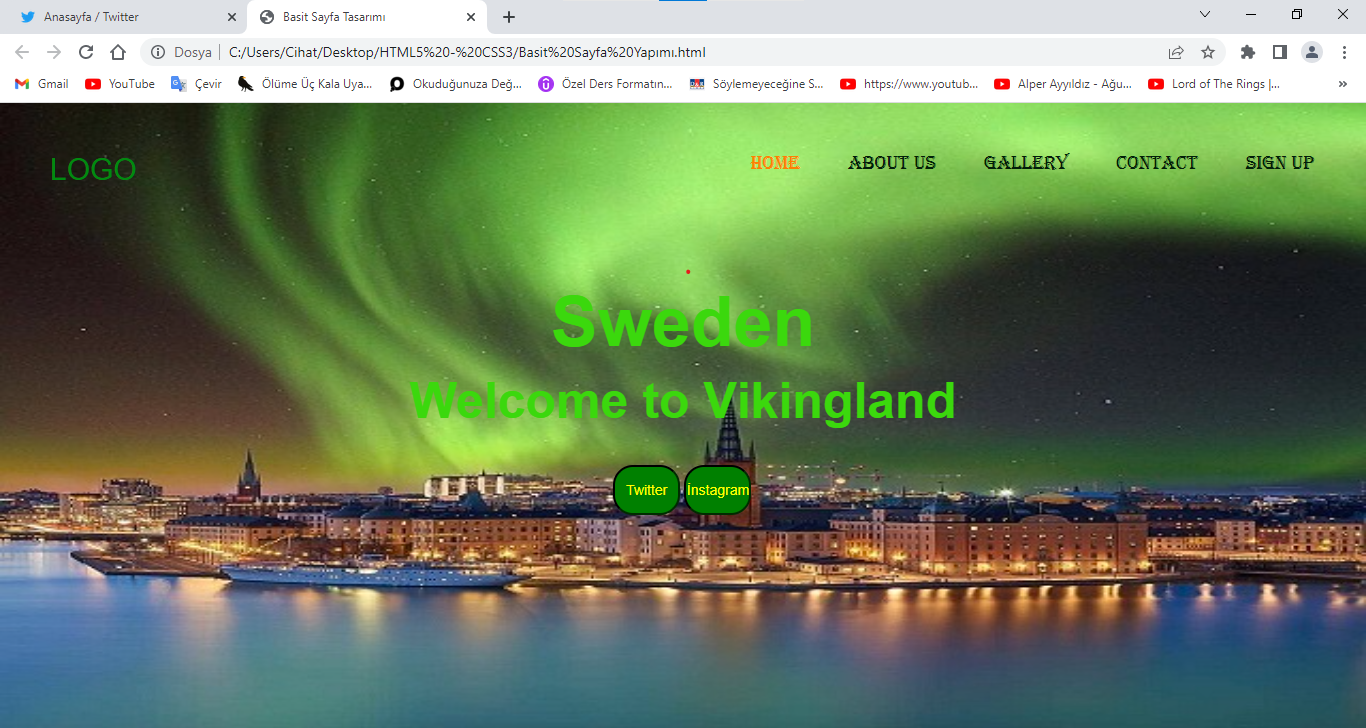 Anasayfa / Twitter
Basit Sayfa Tasarımı
Dosya
C:/Users/Cihat/Desktop/HTML5%20-%20CSS3/Basit%20Sayfa%20Yapımı.html
Gmail
YouTube
Çevir
Ölüme Üç Kala Uya...
Okuduğunuza Değ...
Özel Ders Formatın...
Söylemeyeceğine S...
https://www.youtub...
Alper Ayyıldız - Ağu...
Lord of The Rings |...
LOGO
HOME
ABOUT US
GALLERY
CONTACT
SIGN UP
Sweden
Welcome to Vikingland
Twitter
Instagram